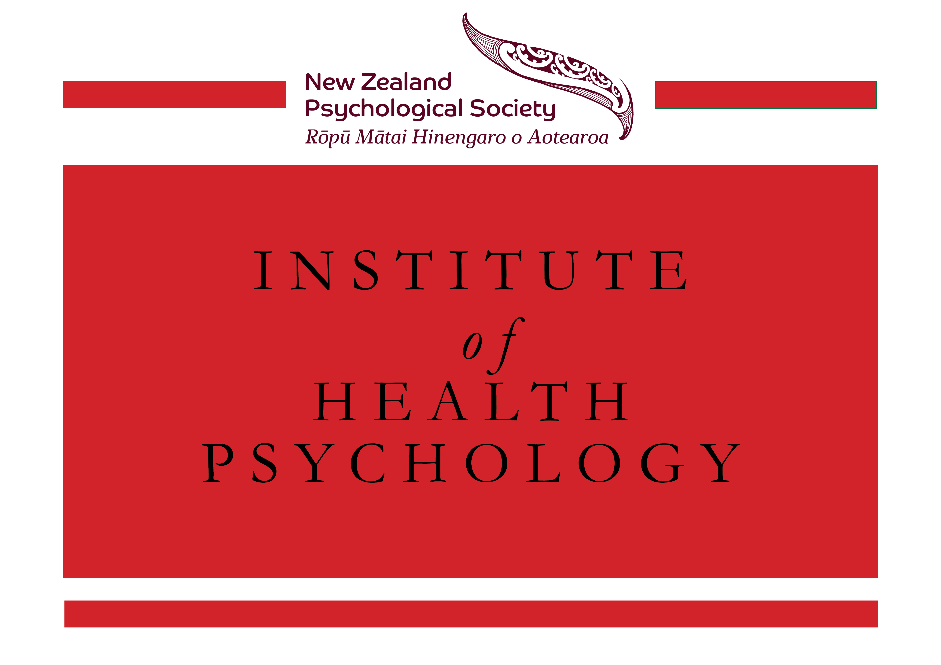 New Zealand
Psychological Society
Rōpū Mātai Hinengaro o Aotearoa
INSTITUTE
of
HEALTH
PSYCHOLOGY